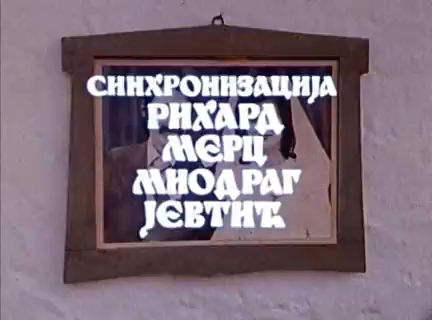 СИНХРОНИЗАЦИЈА
РИХАРД
МЕРЦ
МИОДРАГ
ЈЕВТИЋ